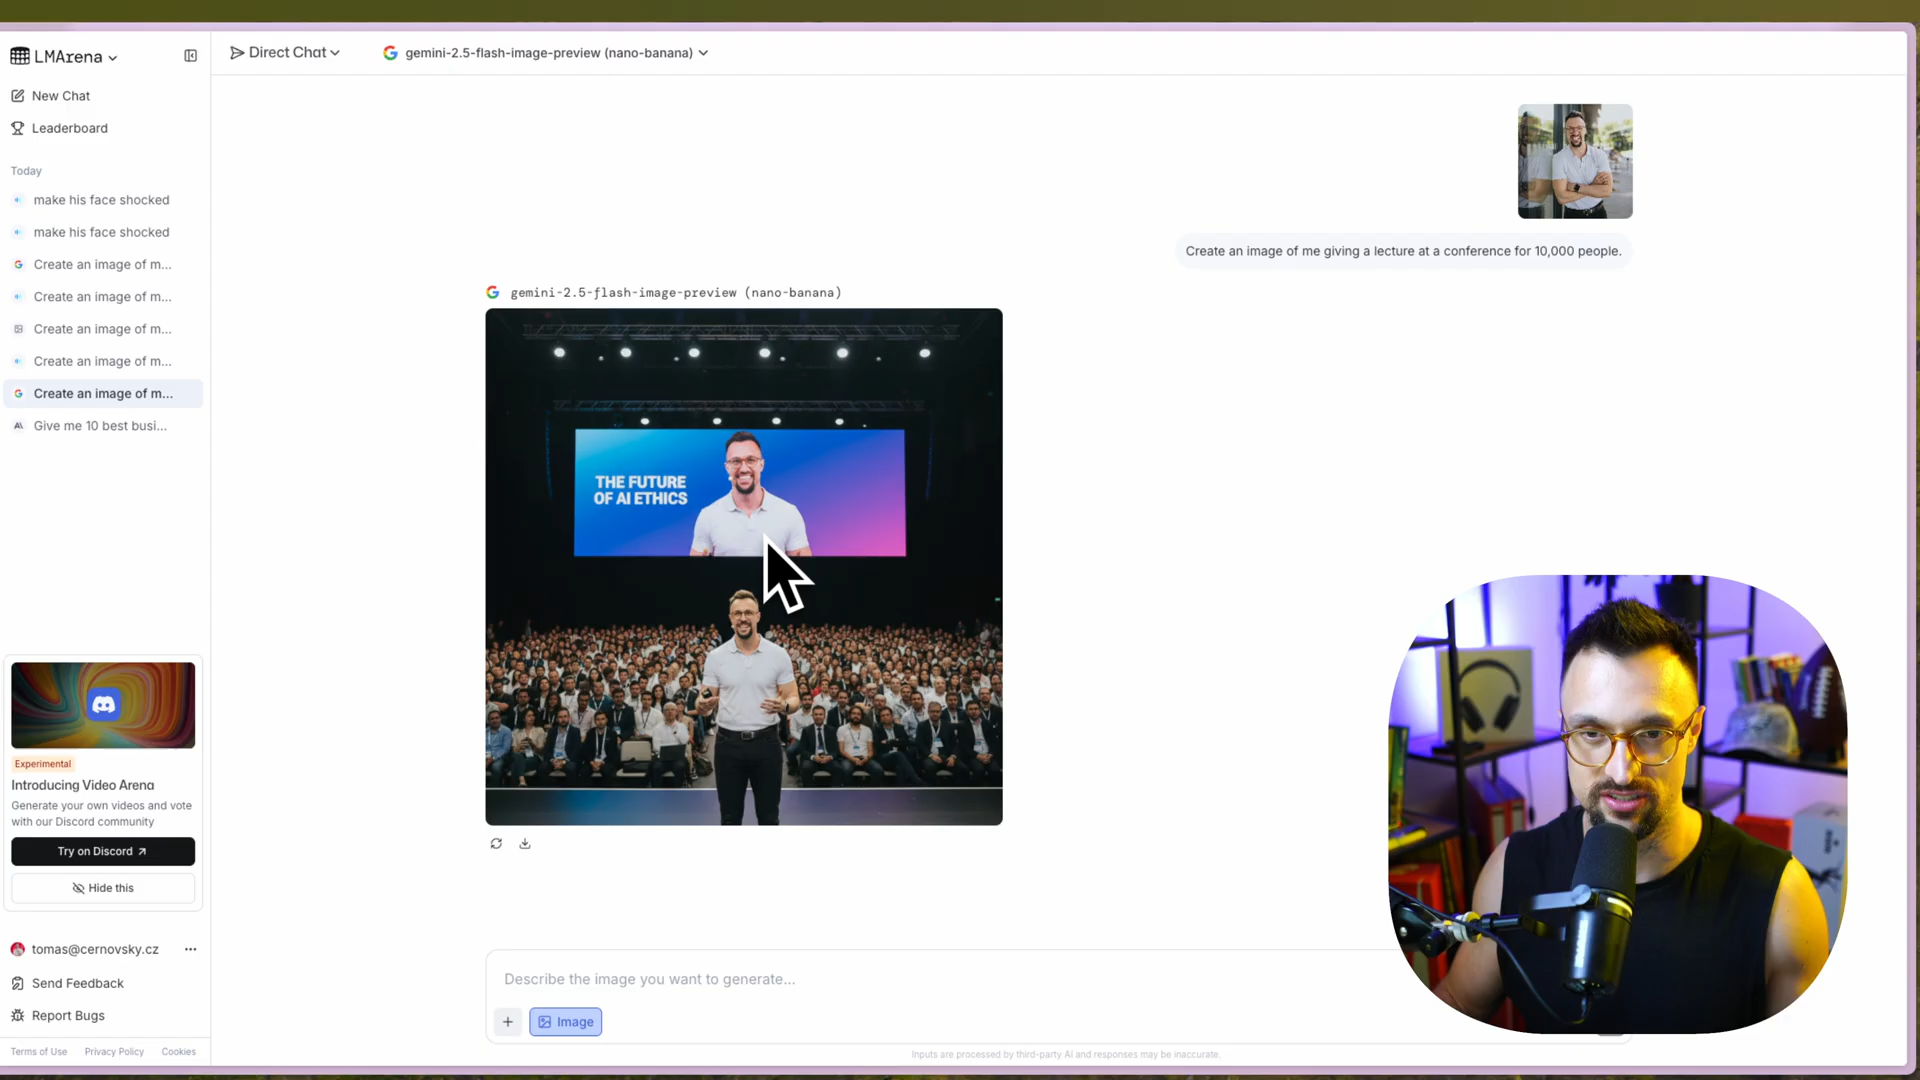 LMArena
New Chat
Leaderboard
Today
make his face shocked
make his face shocked
Create an image of m...
Create an image of m...
Create an image of m...
Create an image of m...
Create an image of m...
Give me 10 best busi...
Experimental
Introducing Video Arena
Generate your own videos and vote
with our Discord community
Try on Discord
Hide this
tomas@cernovsky.cz
Send Feedback
Report Bugs
Terms of Use Privacy Policy Cookies
Direct Chat gemini-2.5-flash-image-preview (nano-banana)
Create an image of me giving a lecture at a conference for 10,000 people.
gemini-2.5-flash-image-preview (nano-banana)
THE FUTURE
OF AI ETHICS
Describe the image you want to generate...
Image
Inputs are processed by third-party AI and responses may be inaccurate.